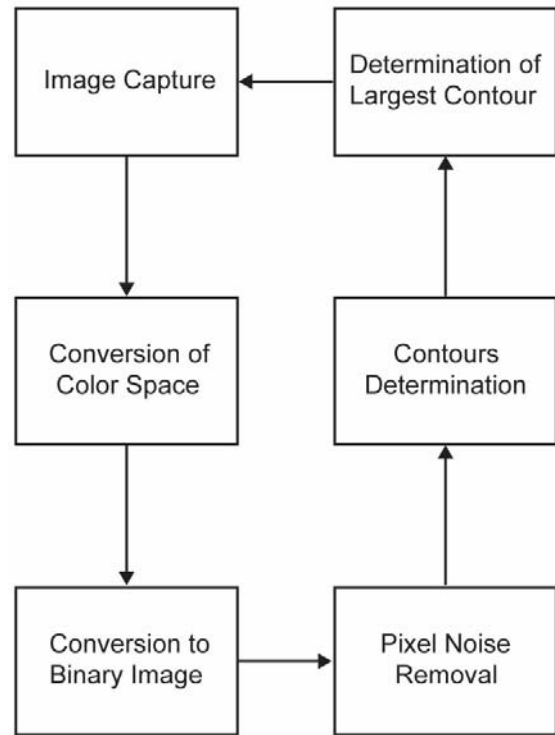 Image Capture
Determination of
Largest Contour
Conversion of
Color Space
Contours
Determination
Conversion to
Binary Image
Pixel Noise
Removal